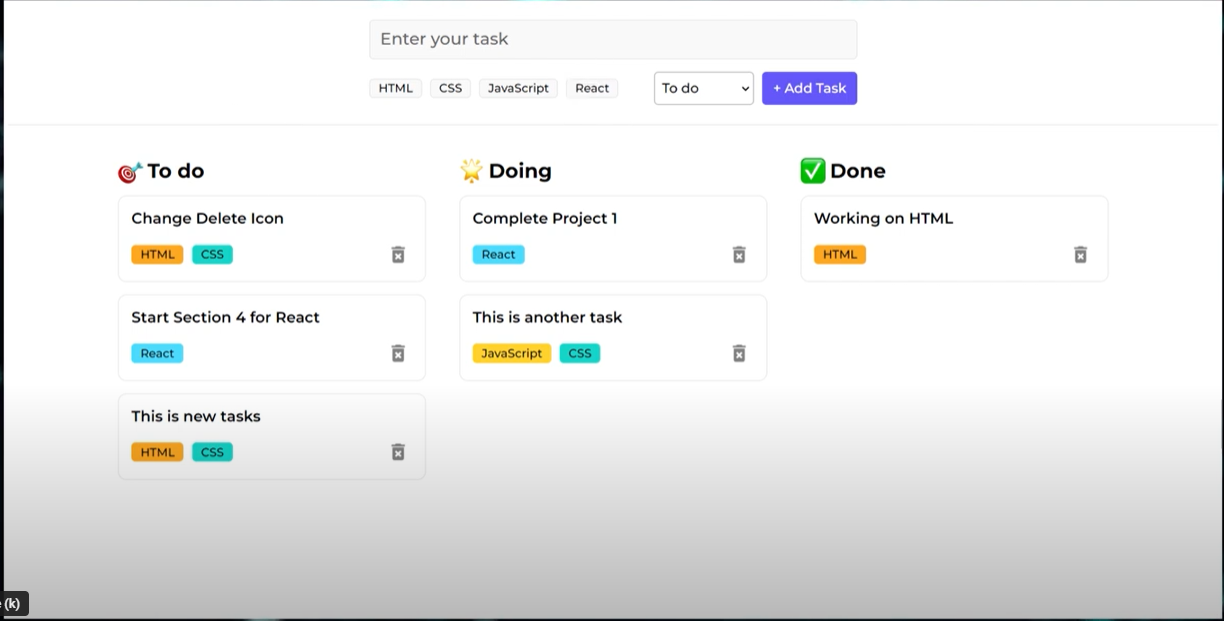 Enter your task
HTML CSS JavaScript React To do + Add Task
To do
Change Delete Icon
HTML CSS
Start Section 4 for React
React
This is new tasks
HTML CSS
Doing
Complete Project 1
React
This is another task
JavaScript CSS
Done
Working on HTML
HTML
(k)